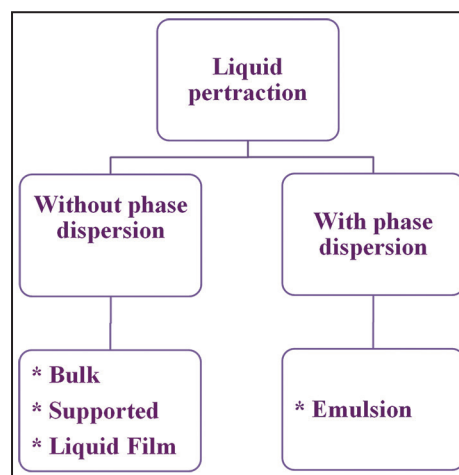 Liquid
pertraction
Without phase
dispersion
With phase
dispersion
* Bulk
* Supported
* Liquid Film
* Emulsion